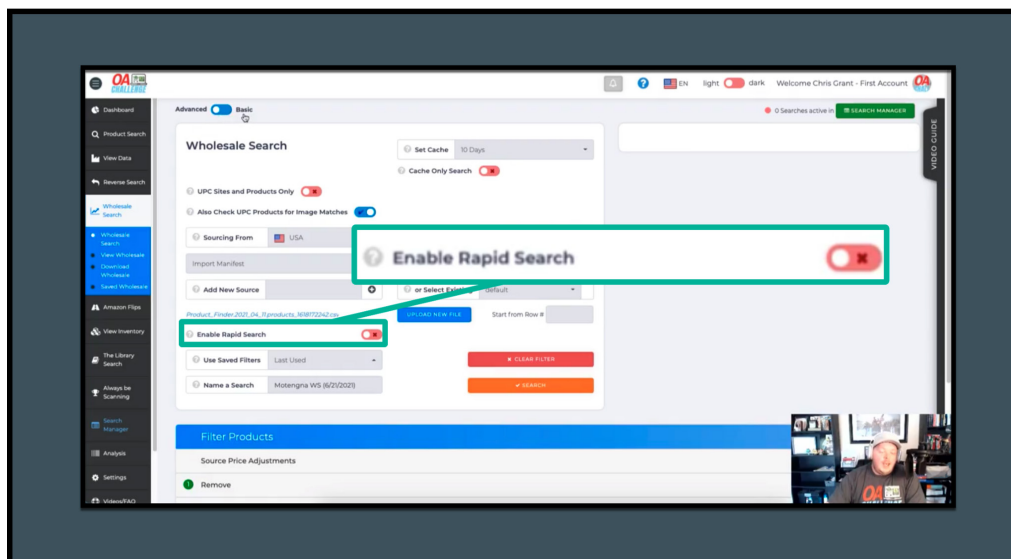 OA
CHALLENGE
EN
light
dark
Welcome Chris Grant - First Account
Dashboard
Product Search
View Data
Reverse Search
Wholesale
Search
Wholesale
Search
View Wholesale
Download
Wholesale
Saved Wholesale
Amazon Flips
View Inventory
The Library
Search
Always be
Scanning
Search
Manager
Analysis
Settings
Videos/FAQ
Advanced
Basic
0 Searches active in
SEARCH MANAGER
VIDEO GUIDE
Wholesale Search
Set Cache
10 Days
Cache Only Search
UPC Sites and Products Only
Also Check UPC Products for Image Matches
Sourcing From
USA
Enable Rapid Search
Import Manifest
Add New Source
or Select Existing
default
Product_Finder.2021_04_11.products_1618172242.csv
UPLOAD NEW FILE
Start from Row #
Enable Rapid Search
Use Saved Filters
Last Used
CLEAR FILTER
Name a Search
Motengna WS (6/21/2021)
SEARCH
Filter Products
Source Price Adjustments
1
Remove
OA